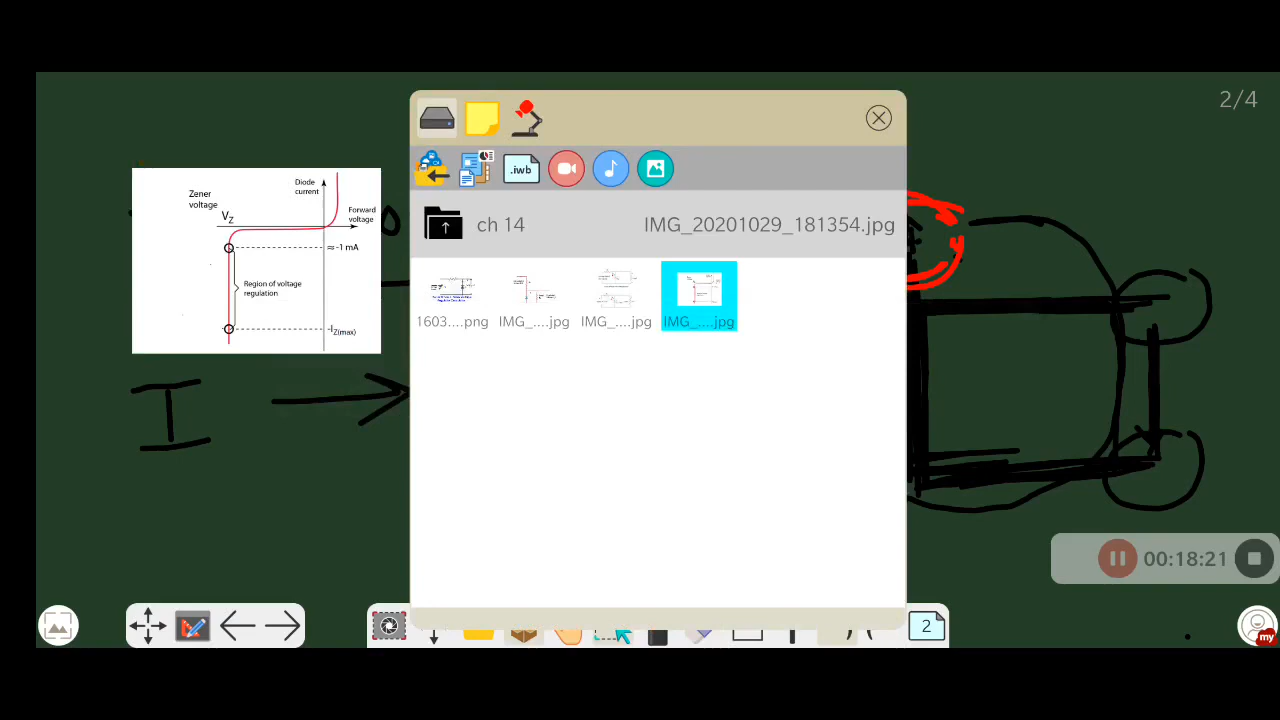 2/4
.iwb
ch 14
IMG_20201029_181354.jpg
1603....png
IMG_....jpg
IMG_....jpg
IMG_....jpg
Zener
voltage
VZ
Diode
current
Forward
voltage
≈ -1 mA
Region of voltage
regulation
-IZ(max)
I
00:18:21
2
my